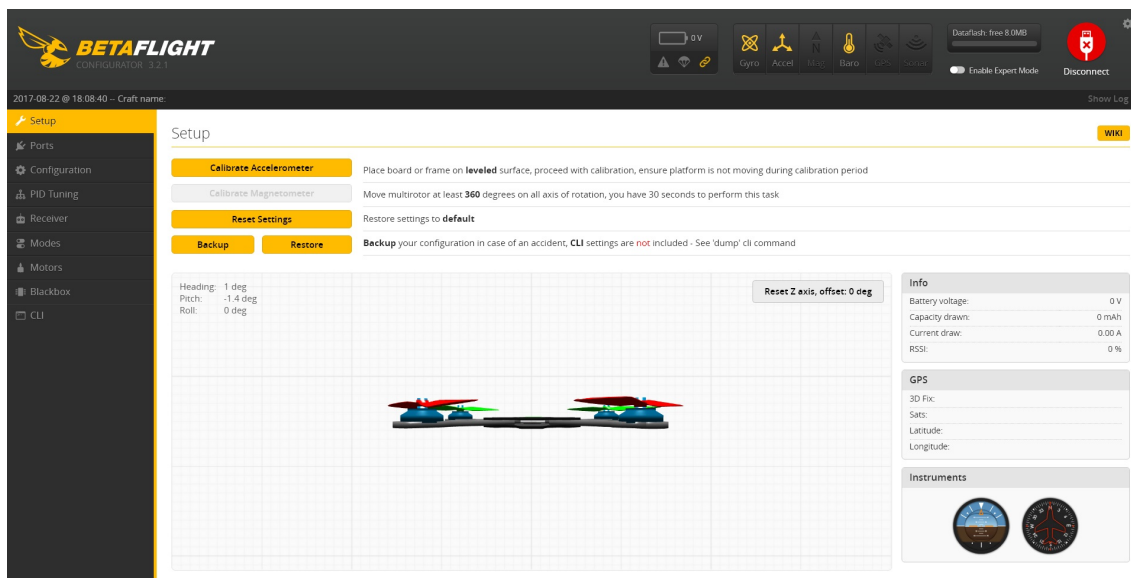 BETAFLIGHT
CONFIGURATOR 3.2.1
0 V
Gyro Accel Mag Baro GPS Sonar
Dataflash: free 8.0MB
Enable Expert Mode
Disconnect
2017-08-22 @ 18:08:40 -- Craft name:
Show Log
Setup
Ports
Configuration
PID Tuning
Receiver
Modes
Motors
Blackbox
CLI
Setup
WIKI
Calibrate Accelerometer
Place board or frame on leveled surface, proceed with calibration, ensure platform is not moving during calibration period
Calibrate Magnetometer
Move multirotor at least 360 degrees on all axis of rotation, you have 30 seconds to perform this task
Reset Settings
Restore settings to default
Backup Restore
Backup your configuration in case of an accident, CLI settings are not included - See 'dump' cli command
Heading: 1 deg
Pitch: -1.4 deg
Roll: 0 deg
Reset Z axis, offset: 0 deg
Info
Battery voltage: 0 V
Capacity drawn: 0 mAh
Current draw: 0.00 A
RSSI: 0 %
GPS
3D Fix:
Sats:
Latitude:
Longitude:
Instruments